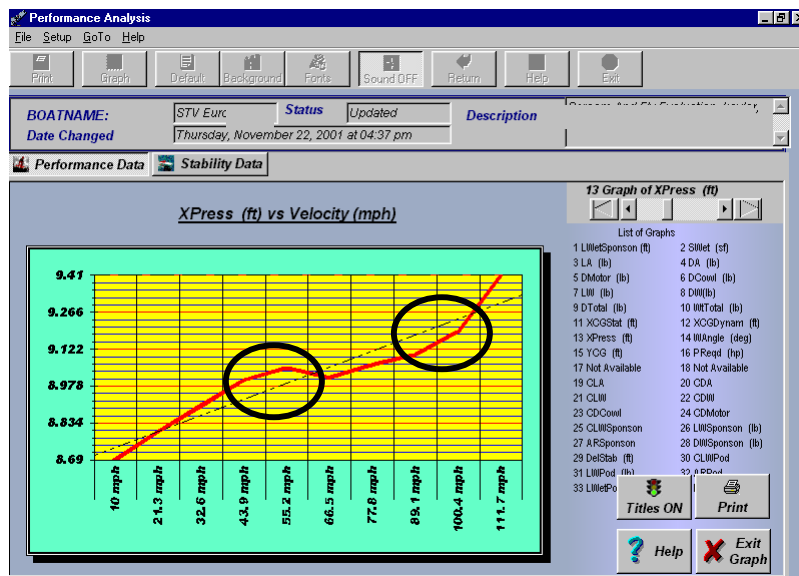 Performance Analysis
File Setup GoTo Help
Print Graph Default Background Fonts Sound OFF Return Help Exit
BOATNAME: STV Euro Status Updated Description
Date Changed Thursday, November 22, 2001 at 04:37 pm
Performance Data Stability Data
13 Graph of XPress (ft)
XPress (ft) vs Velocity (mph)
List of Graphs
1 LWetSponson (ft) 2 SWet (sf)
3 LA (lb) 4 DA (lb)
5 DMotor (lb) 6 DCowl (lb)
7 LW (lb) 8 DW(lb)
9 DTotal (lb) 10 WtTotal (lb)
11 XCGStat (ft) 12 XCGDynam (ft)
13 XPress (ft) 14 WAngle (deg)
15 YCG (ft) 16 PReqd (hp)
17 Not Available 18 Not Available
19 CLA 20 CDA
21 CLW 22 CDW
23 CDCowl 24 CDMotor
25 CLWSponson 26 LWSponson (lb)
27 ARSponson 28 DWSponson (lb)
29 DelStab (ft) 30 CLWPod
31 LWPod (lb) 32 ARPod
33 LWetPo
Titles ON Print
Help Exit Graph
9.41
9.266
9.122
8.978
8.834
8.69
10 mph 21.3 mph 32.6 mph 43.9 mph 55.2 mph 66.5 mph 77.8 mph 89.1 mph 100.4 mph 111.7 mph